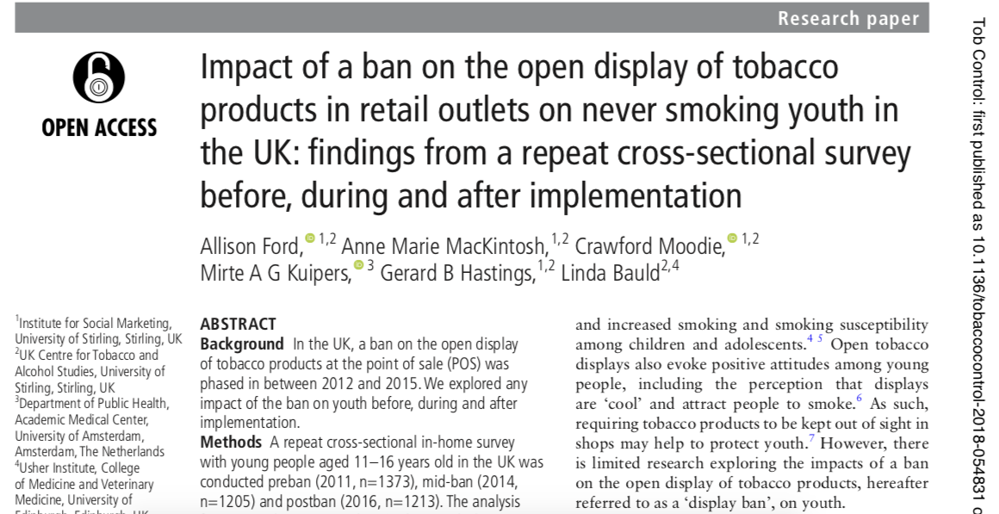 Research paper
OPEN ACCESS
Impact of a ban on the open display of tobacco
products in retail outlets on never smoking youth in
the UK: findings from a repeat cross-sectional survey
before, during and after implementation
Allison Ford, 1,2 Anne Marie MacKintosh,1,2 Crawford Moodie, 1,2
Mirte A G Kuipers, 3 Gerard B Hastings,1,2 Linda Bauld2,4
1Institute for Social Marketing,
University of Stirling, Stirling, UK
2UK Centre for Tobacco and
Alcohol Studies, University of
Stirling, Stirling, UK
3Department of Public Health,
Academic Medical Center,
University of Amsterdam,
Amsterdam, The Netherlands
4Usher Institute, College
of Medicine and Veterinary
Medicine, University of
Edinburgh, Edinburgh, UK
ABSTRACT
Background In the UK, a ban on the open display
of tobacco products at the point of sale (POS) was
phased in between 2012 and 2015. We explored any
impact of the ban on youth before, during and after
implementation.
Methods A repeat cross-sectional in-home survey
with young people aged 11–16 years old in the UK was
conducted preban (2011, n=1373), mid-ban (2014,
n=1205) and postban (2016, n=1213). The analysis
and increased smoking and smoking susceptibility
among children and adolescents.4 5 Open tobacco
displays also evoke positive attitudes among young
people, including the perception that displays
are ‘cool’ and attract people to smoke.6 As such,
requiring tobacco products to be kept out of sight in
shops may help to protect youth.7 However, there
is limited research exploring the impacts of a ban
on the open display of tobacco products, hereafter
referred to as a ‘display ban’, on youth.
Tob Control: first published as 10.1136/tobaccocontrol-2018-054831 o